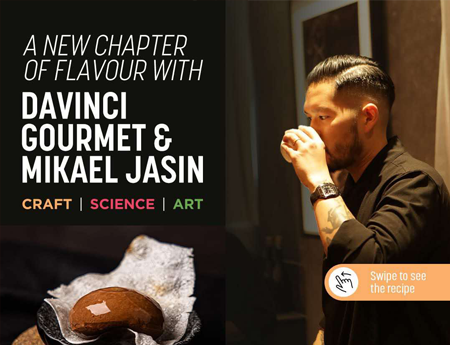 A NEW CHAPTER
OF FLAVOUR WITH
DAVINCI
GOURMET &
MIKAEL JASIN
CRAFT | SCIENCE | ART
Swipe to see
the recipe